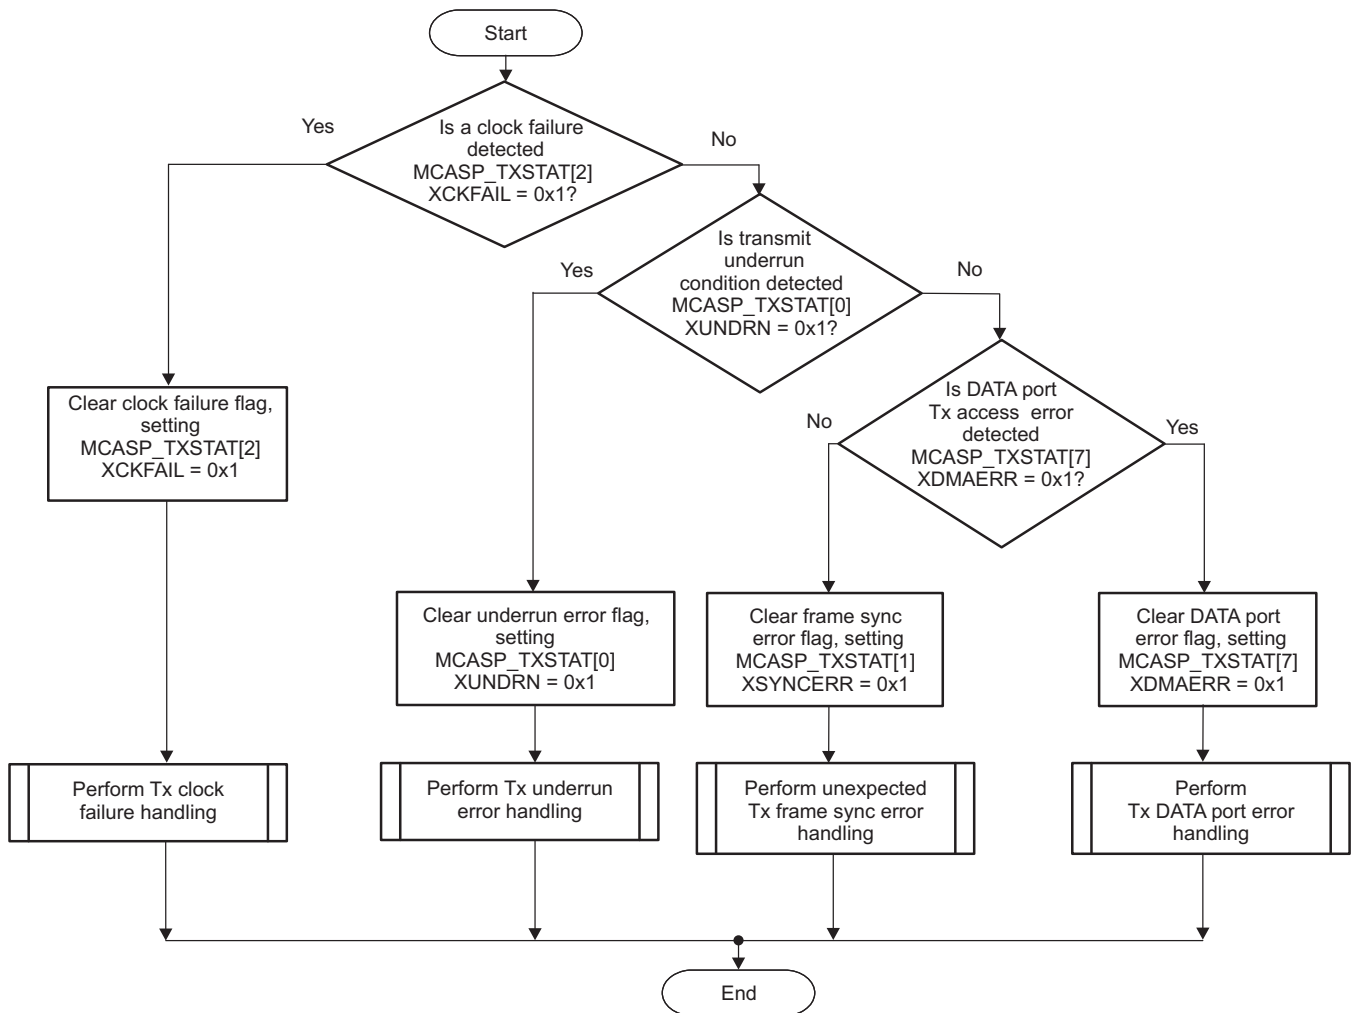 Start
Is a clock failure
detected
MCASP_TXSTAT[2]
XCKFAIL = 0x1?
Yes
No
Is transmit
underrun
condition detected
MCASP_TXSTAT[0]
XUNDRN = 0x1?
Yes
No
Is DATA port
Tx access error
detected
MCASP_TXSTAT[7]
XDMAERR = 0x1?
No
Yes
Clear clock failure flag,
setting
MCASP_TXSTAT[2]
XCKFAIL = 0x1
Clear underrun error flag,
setting
MCASP_TXSTAT[0]
XUNDRN = 0x1
Clear frame sync
error flag, setting
MCASP_TXSTAT[1]
XSYNCERR = 0x1
Clear DATA port
error flag, setting
MCASP_TXSTAT[7]
XDMAERR = 0x1
Perform Tx clock
failure handling
Perform Tx underrun
error handling
Perform unexpected
Tx frame sync error
handling
Perform
Tx DATA port error
handling
End